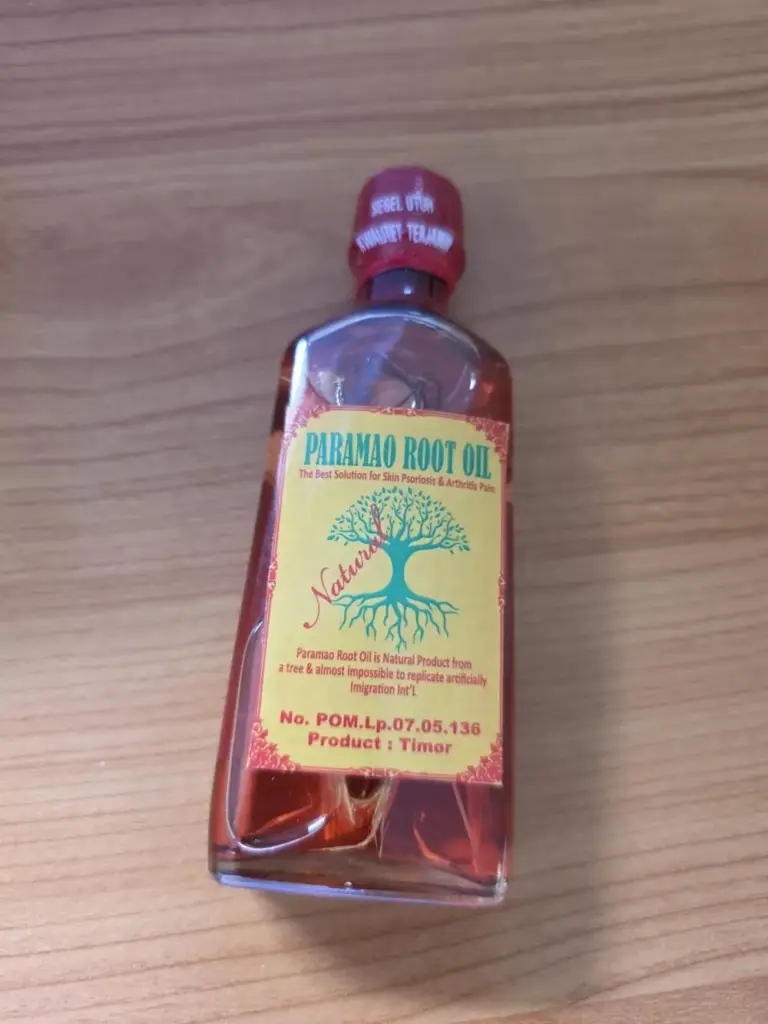 SEGEL UTUH
KWALITET TERJAMIN
PARAMAO ROOT OIL
The Best Solution for Skin Psoriosis & Arthritis Pain
Natural
Paramao Root Oil is Natural Product from
a tree & almost impossible to replicate artificially
Imigration Int'L
No. POM.Lp.07.05.136
Product : Timor